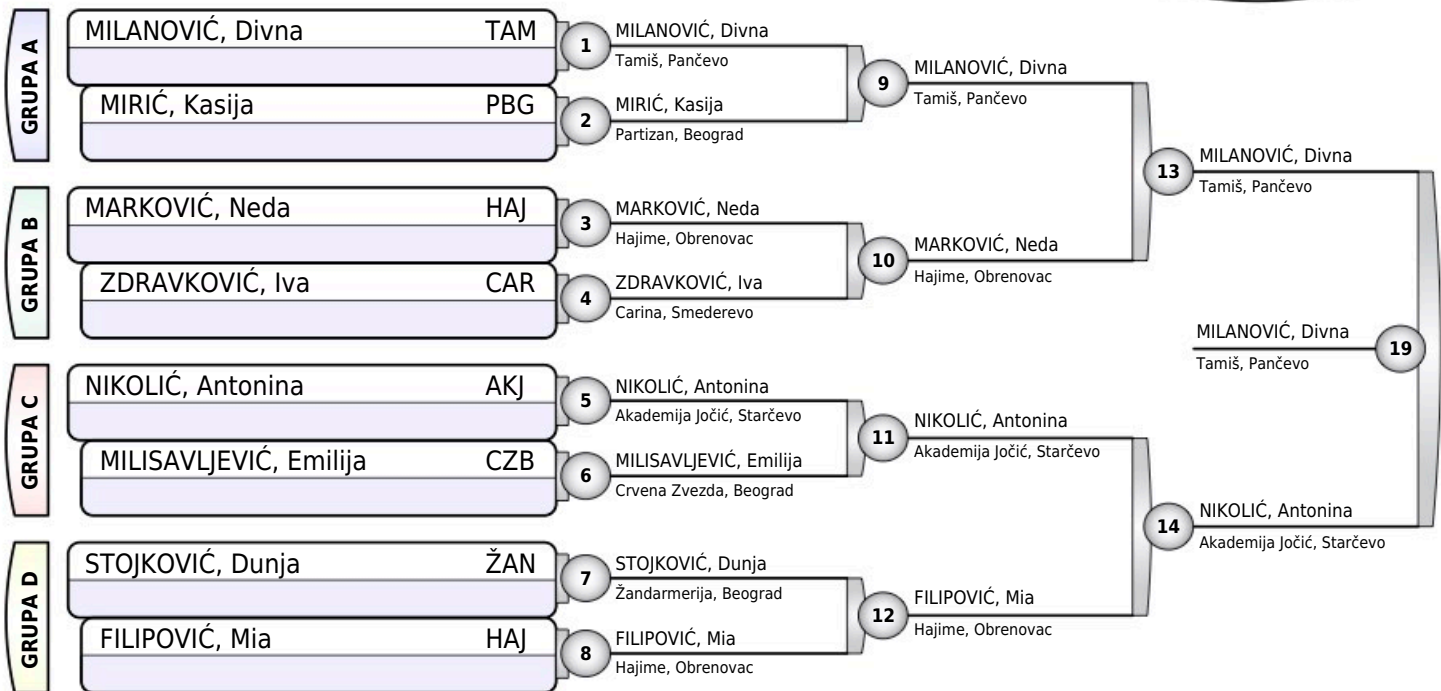 GRUPA A
MILANOVIĆ, Divna TAM
MIRIĆ, Kasija PBG
GRUPA B
MARKOVIĆ, Neda HAJ
ZDRAVKOVIĆ, Iva CAR
GRUPA C
NIKOLIĆ, Antonina AKJ
MILISAVLJEVIĆ, Emilija CZB
GRUPA D
STOJKOVIĆ, Dunja ŽAN
FILIPOVIĆ, Mia HAJ
1
MILANOVIĆ, Divna
Tamiš, Pančevo
2
MIRIĆ, Kasija
Partizan, Beograd
3
MARKOVIĆ, Neda
Hajime, Obrenovac
4
ZDRAVKOVIĆ, Iva
Carina, Smederevo
5
NIKOLIĆ, Antonina
Akademija Jočić, Starčevo
6
MILISAVLJEVIĆ, Emilija
Crvena Zvezda, Beograd
7
STOJKOVIĆ, Dunja
Žandarmerija, Beograd
8
FILIPOVIĆ, Mia
Hajime, Obrenovac
9
MILANOVIĆ, Divna
Tamiš, Pančevo
10
MARKOVIĆ, Neda
Hajime, Obrenovac
11
NIKOLIĆ, Antonina
Akademija Jočić, Starčevo
12
FILIPOVIĆ, Mia
Hajime, Obrenovac
13
MILANOVIĆ, Divna
Tamiš, Pančevo
14
NIKOLIĆ, Antonina
Akademija Jočić, Starčevo
MILANOVIĆ, Divna
Tamiš, Pančevo
19